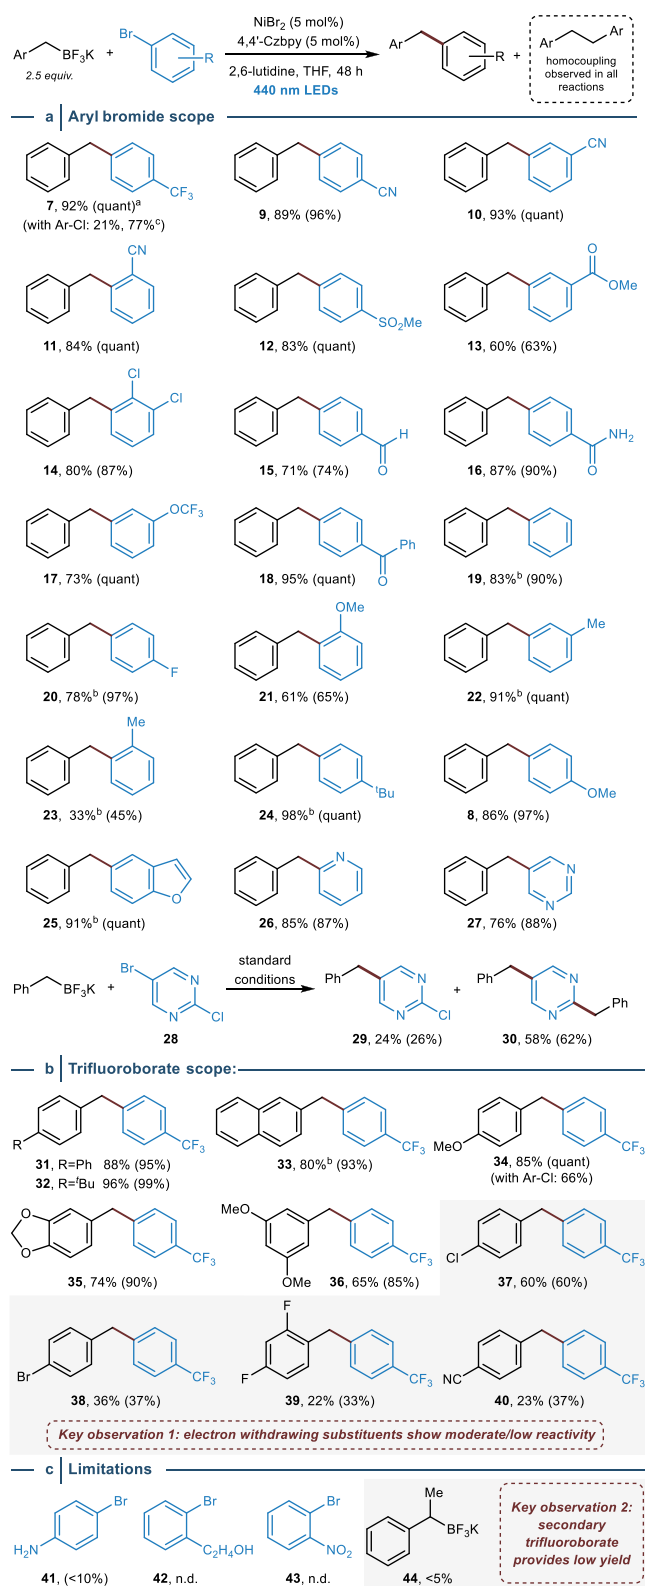 Ar BF3K + Br R
2.5 equiv.
NiBr2 (5 mol%)
4,4'-Czbpy (5 mol%)
2,6-lutidine, THF, 48 h
440 nm LEDs
Ar R + Ar Ar
homocoupling
observed in all
reactions
a Aryl bromide scope
CF3
7, 92% (quant)a
(with Ar-Cl: 21%, 77%c)
CN
9, 89% (96%)
CN
10, 93% (quant)
CN
11, 84% (quant)
SO2Me
12, 83% (quant)
O
OMe
13, 60% (63%)
Cl
Cl
14, 80% (87%)
H
O
15, 71% (74%)
NH2
O
16, 87% (90%)
OCF3
17, 73% (quant)
Ph
O
18, 95% (quant)
19, 83%b (90%)
F
20, 78%b (97%)
OMe
21, 61% (65%)
Me
22, 91%b (quant)
Me
23, 33%b (45%)
tBu
24, 98%b (quant)
OMe
8, 86% (97%)
O
25, 91%b (quant)
N
26, 85% (87%)
N
N
27, 76% (88%)
Ph BF3K + Br N N Cl
28
standard
conditions
Ph N N Cl
29, 24% (26%)
+
Ph N N Ph
30, 58% (62%)
b Trifluoroborate scope:
R CF3
31, R=Ph 88% (95%)
32, R=tBu 96% (99%)
CF3
33, 80%b (93%)
MeO CF3
34, 85% (quant)
(with Ar-Cl: 66%)
O
O CF3
35, 74% (90%)
MeO
OMe CF3
36, 65% (85%)
Cl CF3
37, 60% (60%)
Br CF3
38, 36% (37%)
F
F CF3
39, 22% (33%)
NC CF3
40, 23% (37%)
Key observation 1: electron withdrawing substituents show moderate/low reactivity
c Limitations
Br
H2N
41, (<10%)
Br
C2H4OH
42, n.d.
Br
NO2
43, n.d.
Me
BF3K
44, <5%
Key observation 2:
secondary
trifluoroborate
provides low yield